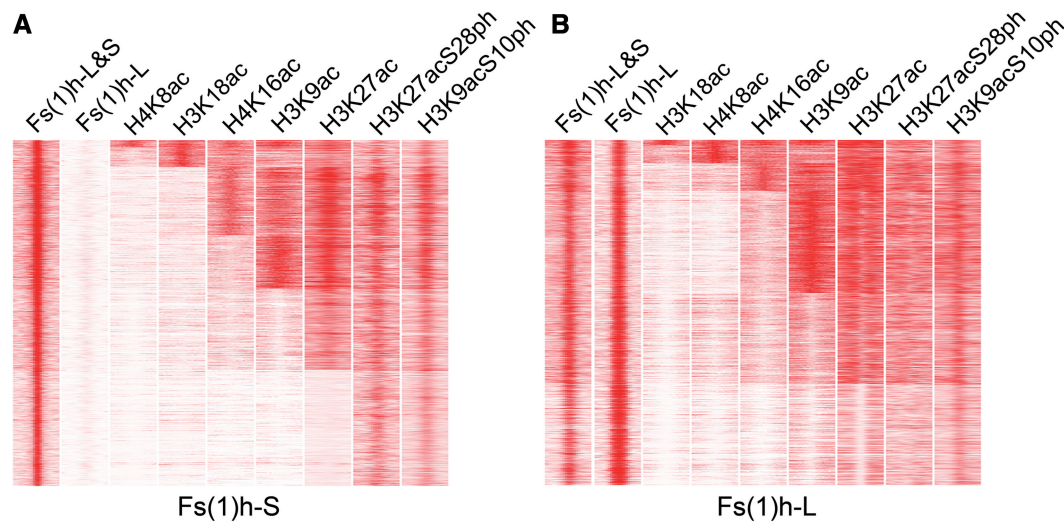 A
Fs(1)h-L&S
Fs(1)h-L
H4K8ac
H3K18ac
H4K16ac
H3K9ac
H3K27ac
H3K27acS28ph
H3K9acS10ph
Fs(1)h-S
B
Fs(1)h-L&S
Fs(1)h-L
H3K18ac
H4K8ac
H4K16ac
H3K9ac
H3K27ac
H3K27acS28ph
H3K9acS10ph
Fs(1)h-L